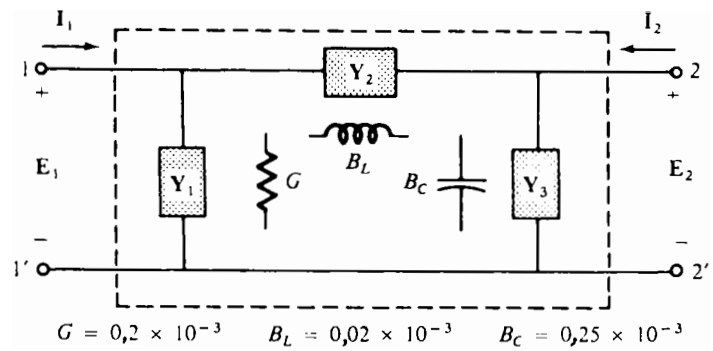 I₁
Ī₂
1
Y₂
2
+
+
B_L
E₁
Y₁
G
B_C
Y₃
E₂
−
−
1′
2′
G = 0,2 × 10⁻³ B_L = 0,02 × 10⁻³ B_C = 0,25 × 10⁻³